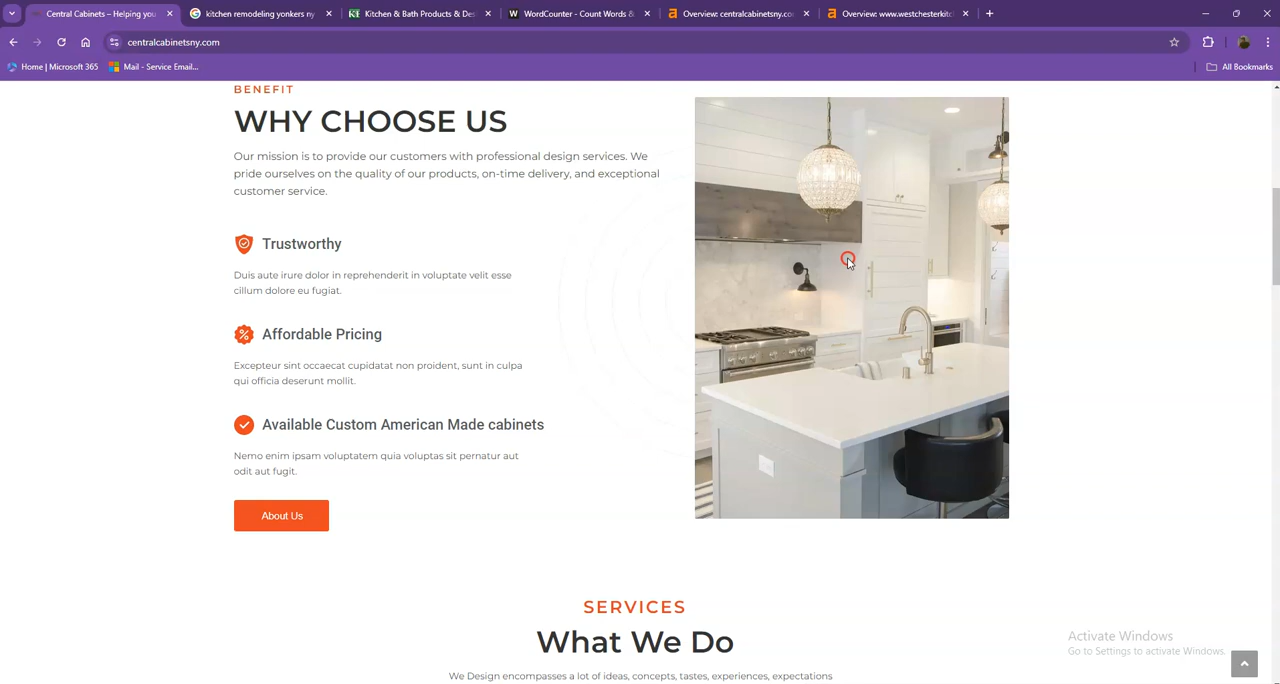 Central Cabinets – Helping you
kitchen remodeling yonkers ny
Kitchen & Bath Products & Des
WordCounter - Count Words &
Overview: centralcabinetsny.co
Overview: www.westchesterkitc
centralcabinetsny.com
Home | Microsoft 365
Mail - Service Email...
All Bookmarks
BENEFIT
WHY CHOOSE US
Our mission is to provide our customers with professional design services. We
pride ourselves on the quality of our products, on-time delivery, and exceptional
customer service.
Trustworthy
Duis aute irure dolor in reprehenderit in voluptate velit esse
cillum dolore eu fugiat.
Affordable Pricing
Excepteur sint occaecat cupidatat non proident, sunt in culpa
qui officia deserunt mollit.
Available Custom American Made cabinets
Nemo enim ipsam voluptatem quia voluptas sit pernatur aut
odit aut fugit.
About Us
SERVICES
What We Do
We Design encompasses a lot of ideas, concepts, tastes, experiences, expectations
Activate Windows
Go to Settings to activate Windows.